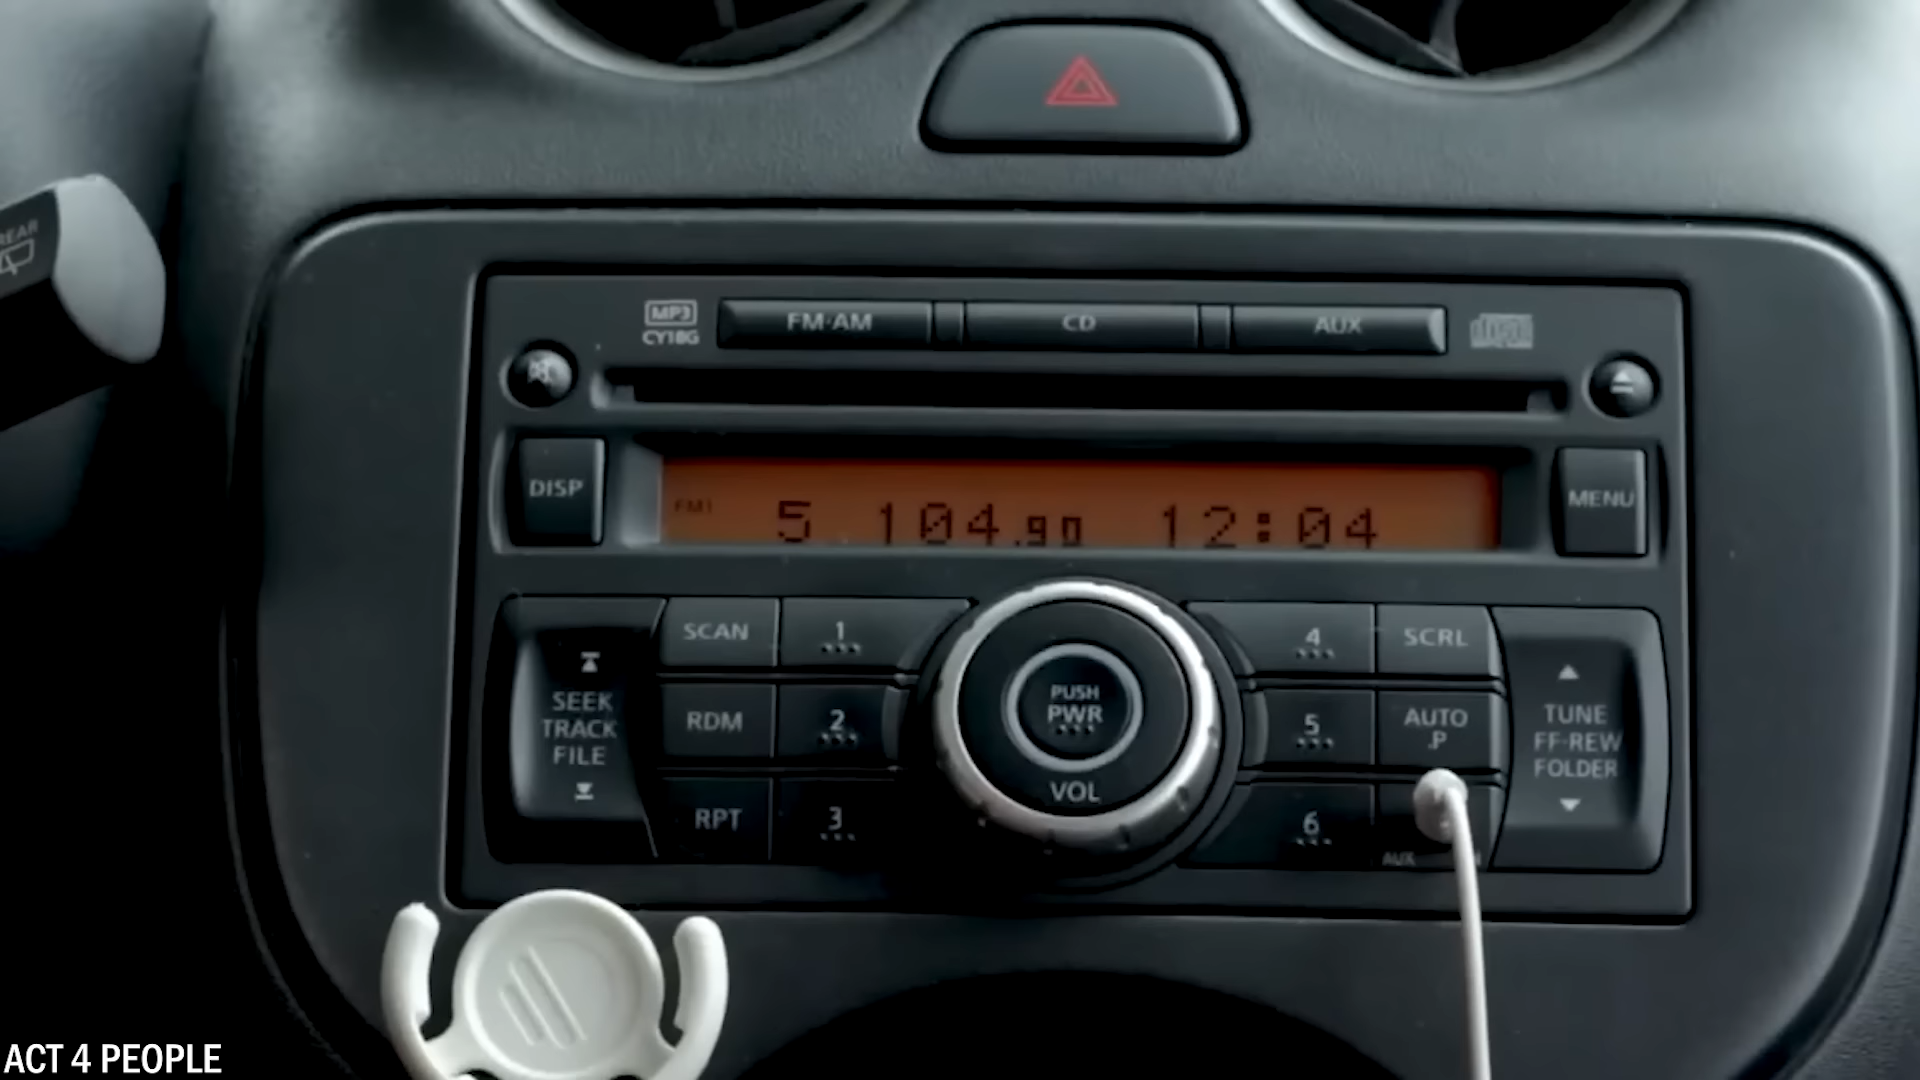 REAR
MP3
CY18G
FM·AM
CD
AUX
DISP
MENU
FM1
5 104.90 12:04
SCAN
1
4
SCRL
SEEK
TRACK
FILE
RDM
2
PUSH
PWR
5
AUTO
.P
TUNE
FF·REW
FOLDER
RPT
3
VOL
6
AUX
ACT 4 PEOPLE